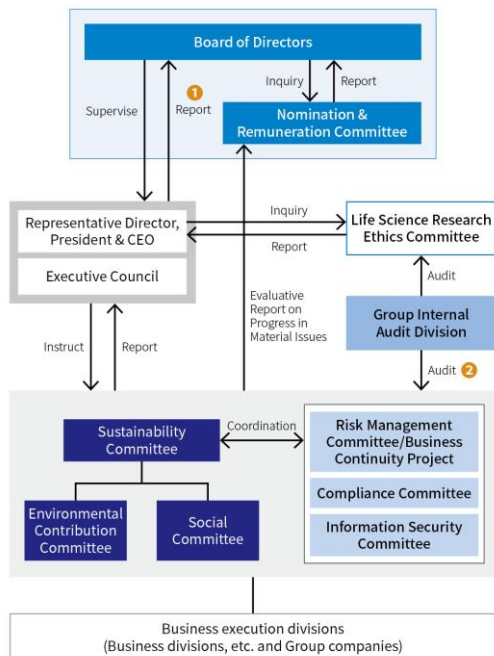 Board of Directors
Inquiry
Report
1
Supervise
Report
Nomination &
Remuneration Committee
Representative Director,
President & CEO
Executive Council
Inquiry
Report
Life Science Research
Ethics Committee
Audit
Group Internal
Audit Division
Audit 2
Instruct
Report
Evaluative
Report on
Progress in
Material Issues
Sustainability
Committee
Coordination
Risk Management
Committee/Business
Continuity Project
Compliance Committee
Information Security
Committee
Environmental
Contribution
Committee
Social
Committee
Business execution divisions
(Business divisions, etc. and Group companies)